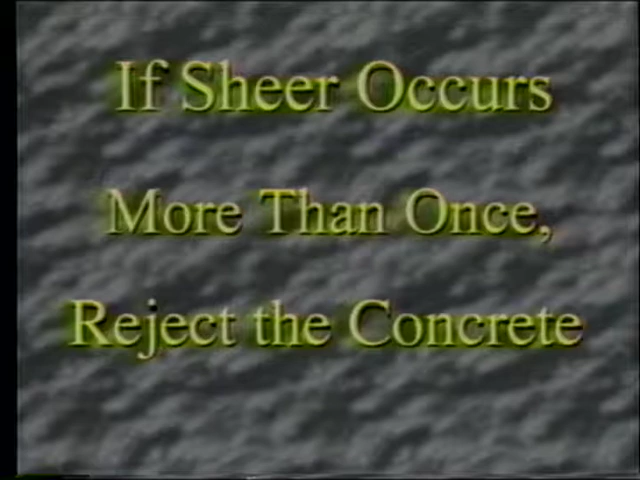 If Sheer Occurs
More Than Once,
Reject the Concrete